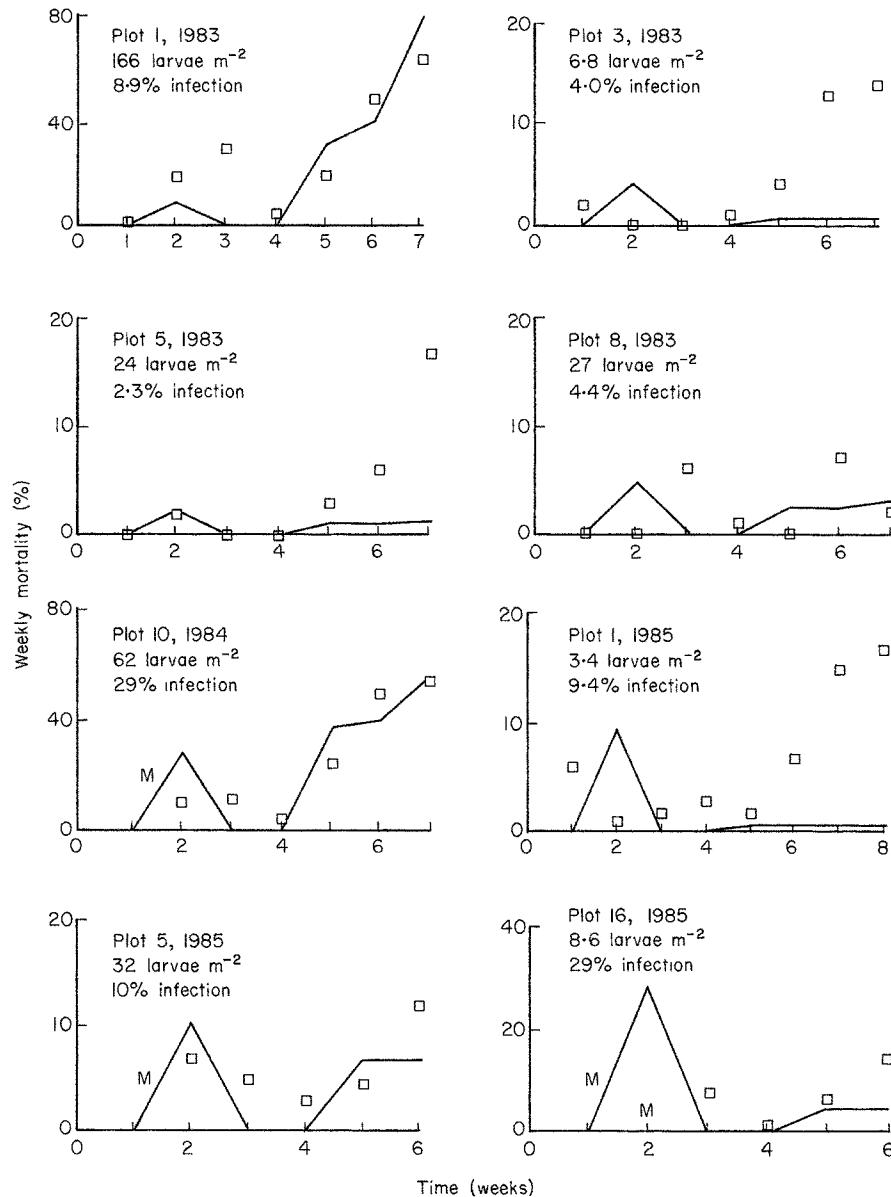 Weekly mortality (%)
Plot 1, 1983
166 larvae m⁻²
8·9% infection
80
40
0
0 1 2 3 4 5 6 7
Plot 3, 1983
6·8 larvae m⁻²
4·0% infection
20
10
0
0 2 4 6
Plot 5, 1983
24 larvae m⁻²
2·3% infection
20
10
0
0 2 4 6
Plot 8, 1983
27 larvae m⁻²
4·4% infection
20
10
0
0 2 4 6
Plot 10, 1984
62 larvae m⁻²
29% infection
80
40
0
M
0 2 4 6
Plot 1, 1985
3·4 larvae m⁻²
9·4% infection
20
10
0
0 2 4 6 8
Plot 5, 1985
32 larvae m⁻²
10% infection
20
10
0
M
0 2 4 6
Plot 16, 1985
8·6 larvae m⁻²
29% infection
40
20
0
M
M
0 2 4 6
Time (weeks)